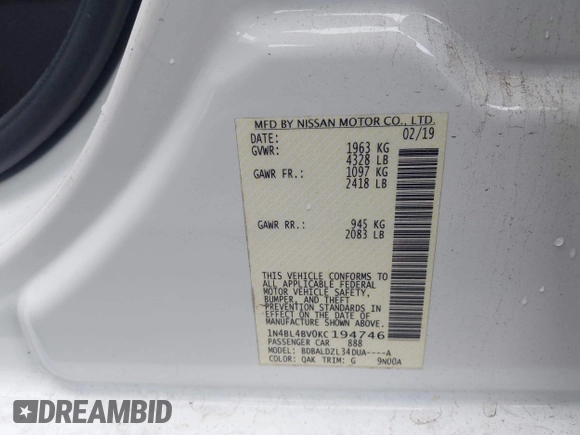 MFD BY NISSAN MOTOR CO., LTD.
DATE: 02/19
GVWR: 1963 KG
4328 LB
GAWR FR.: 1097 KG
2418 LB
GAWR RR.: 945 KG
2083 LB
THIS VEHICLE CONFORMS TO
ALL APPLICABLE FEDERAL
MOTOR VEHICLE SAFETY,
BUMPER, AND THEFT
PREVENTION STANDARDS IN
EFFECT ON THE DATE OF
MANUFACTURE SHOWN ABOVE.
1N4BL4BV0KC194746
PASSENGER CAR 888
MODEL: BDBALDZL34DUA----A
COLOR: QAK TRIM: G 9N00A
DREAMBID